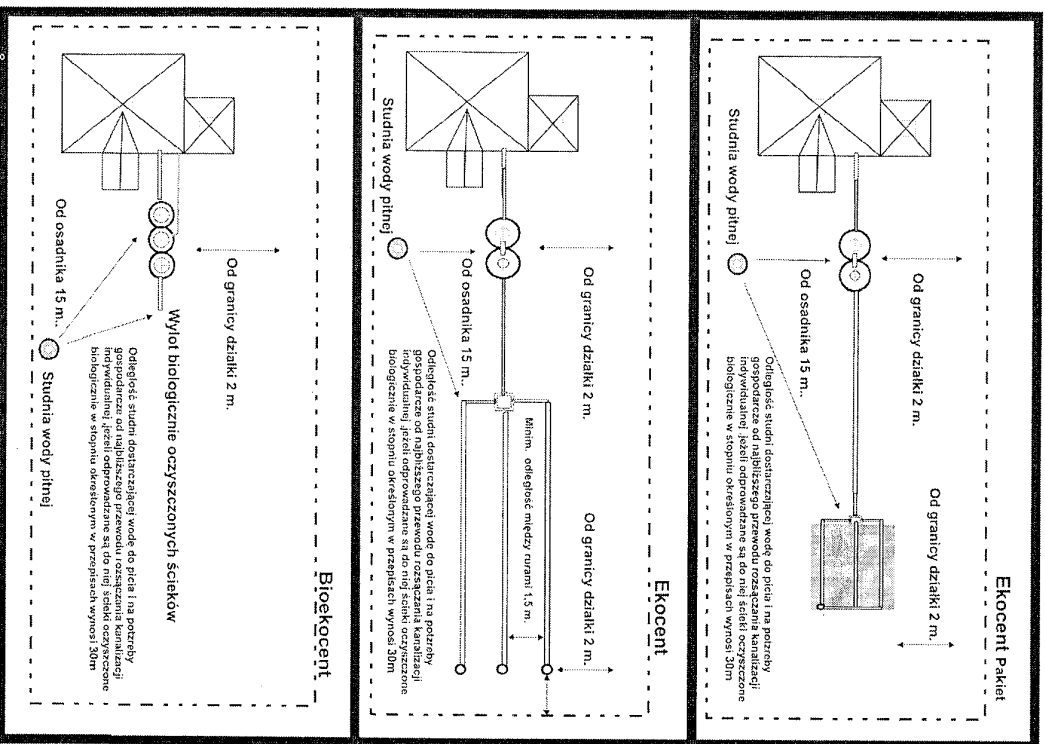 Ekocent Pakiet
Od granicy działki 2 m.
Od granicy działki 2 m.
Studnia wody pitnej
Od osadnika 15 m..
Odległość studni dostarczającej wodę do picia i na potrzeby
gospodarcze od najbliższego przewodu rozsączania kanalizacji
indywidualnej ,jeżeli odprowadzane są do niej ścieki oczyszczone
biologicznie w stopniu określonym w przepisach wynosi 30m
Ekocent
Od granicy działki 2 m.
Od granicy działki 2 m.
Minim. odległość między rurami 1,5 m.
Studnia wody pitnej
Od osadnika 15 m..
Odległość studni dostarczającej wodę do picia i na potrzeby
gospodarcze od najbliższego przewodu rozsączania kanalizacji
indywidualnej ,jeżeli odprowadzane są do niej ścieki oczyszczone
biologicznie w stopniu określonym w przepisach wynosi 30m
Bioekocent
Od granicy działki 2 m.
Wylot biologicznie oczyszczonych ścieków
Od osadnika 15 m..
Odległość studni dostarczającej wodę do picia i na potrzeby
gospodarcze od najbliższego przewodu rozsączania kanalizacji
indywidualnej ,jeżeli odprowadzane są do niej ścieki oczyszczone
biologicznie w stopniu określonym w przepisach wynosi 30m
Studnia wody pitnej